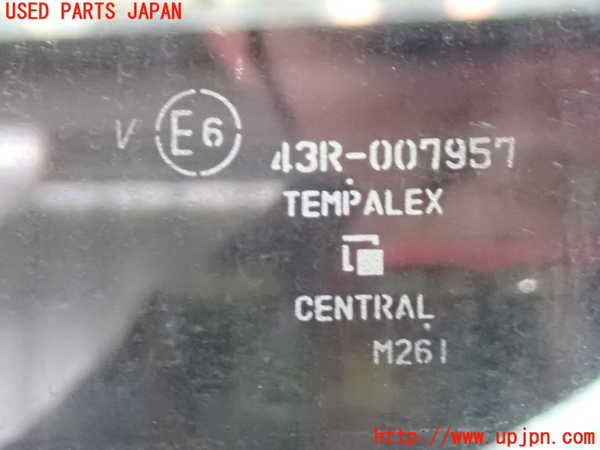 USED PARTS JAPAN
V E6 43R-007957
TEMPALEX
CENTRAL
M261
http://www.upjpn.com/